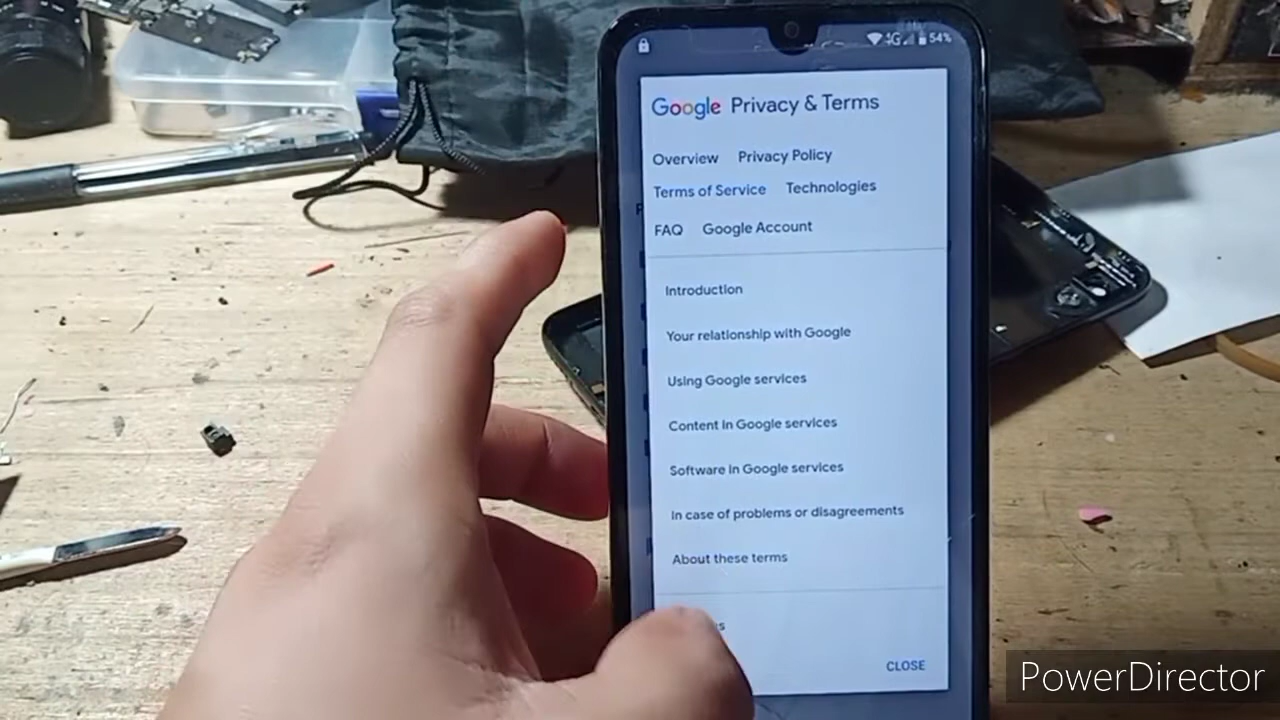 4G 54%
Google Privacy & Terms
Overview Privacy Policy
Terms of Service Technologies
FAQ Google Account
Introduction
Your relationship with Google
Using Google services
Content in Google services
Software in Google services
In case of problems or disagreements
About these terms
CLOSE
PowerDirector